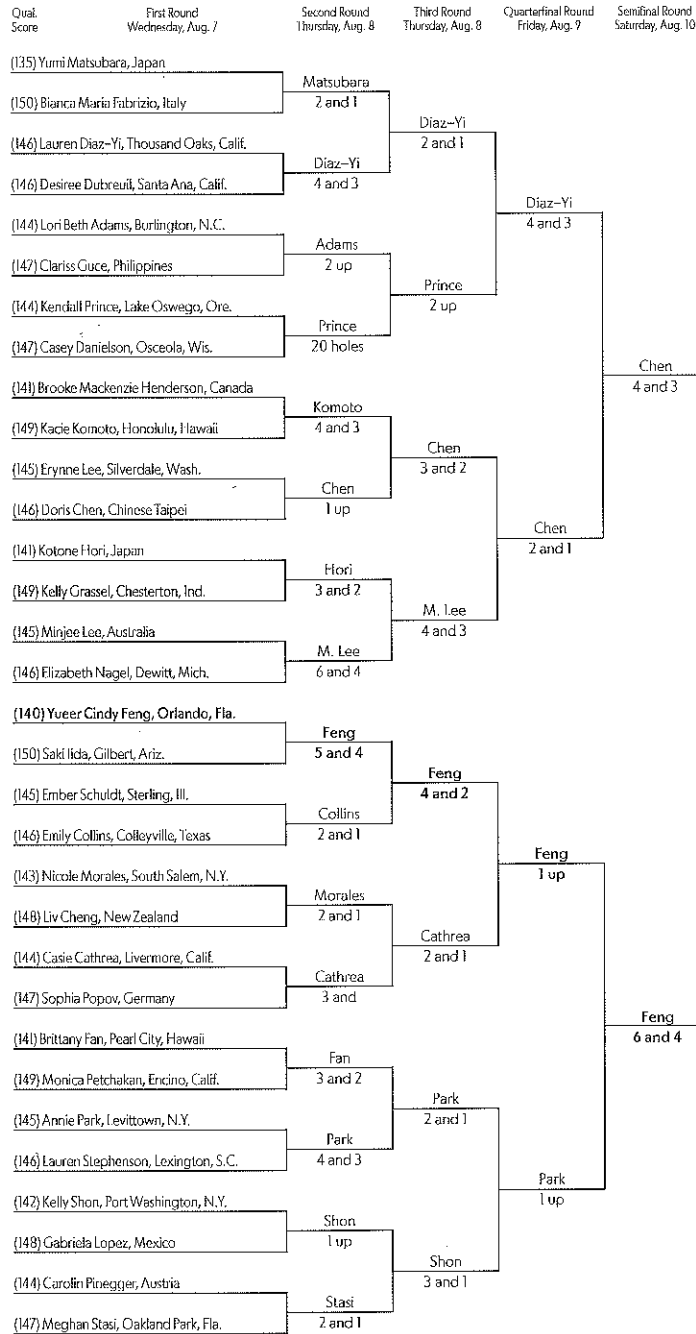 Qual.
Score
First Round
Wednesday, Aug. 7
Second Round
Thursday, Aug. 8
Third Round
Thursday, Aug. 8
Quarterfinal Round
Friday, Aug. 9
Semifinal Round
Saturday, Aug. 10
(135) Yumi Matsubara, Japan
(150) Bianca Maria Fabrizio, Italy
(146) Lauren Diaz-Yi, Thousand Oaks, Calif.
(146) Desiree Dubreuil, Santa Ana, Calif.
(144) Lori Beth Adams, Burlington, N.C.
(147) Clariss Guce, Philippines
(144) Kendall Prince, Lake Oswego, Ore.
(147) Casey Danielson, Osceola, Wis.
(141) Brooke Mackenzie Henderson, Canada
(149) Kacie Komoto, Honolulu, Hawaii
(145) Erynne Lee, Silverdale, Wash.
(146) Doris Chen, Chinese Taipei
(141) Kotone Hori, Japan
(149) Kelly Grassel, Chesterton, Ind.
(145) Minjee Lee, Australia
(146) Elizabeth Nagel, Dewitt, Mich.
(140) Yueer Cindy Feng, Orlando, Fla.
(150) Saki Iida, Gilbert, Ariz.
(145) Ember Schuldt, Sterling, Ill.
(146) Emily Collins, Colleyville, Texas
(143) Nicole Morales, South Salem, N.Y.
(148) Liv Cheng, New Zealand
(144) Casie Cathrea, Livermore, Calif.
(147) Sophia Popov, Germany
(141) Brittany Fan, Pearl City, Hawaii
(149) Monica Petchakan, Encino, Calif.
(145) Annie Park, Levittown, N.Y.
(146) Lauren Stephenson, Lexington, S.C.
(142) Kelly Shon, Port Washington, N.Y.
(148) Gabriela Lopez, Mexico
(144) Carolin Pinegger, Austria
(147) Meghan Stasi, Oakland Park, Fla.
Matsubara
2 and 1
Diaz-Yi
4 and 3
Adams
2 up
Prince
20 holes
Komoto
4 and 3
Chen
1 up
Hori
3 and 2
M. Lee
6 and 4
Feng
5 and 4
Collins
2 and 1
Morales
2 and 1
Cathrea
3 and
Fan
3 and 2
Park
4 and 3
Shon
1 up
Stasi
2 and 1
Diaz-Yi
2 and 1
Prince
2 up
Chen
3 and 2
M. Lee
4 and 3
Feng
4 and 2
Cathrea
2 and 1
Park
2 and 1
Shon
3 and 1
Diaz-Yi
4 and 3
Chen
2 and 1
Feng
1 up
Park
1 up
Chen
4 and 3
Feng
6 and 4